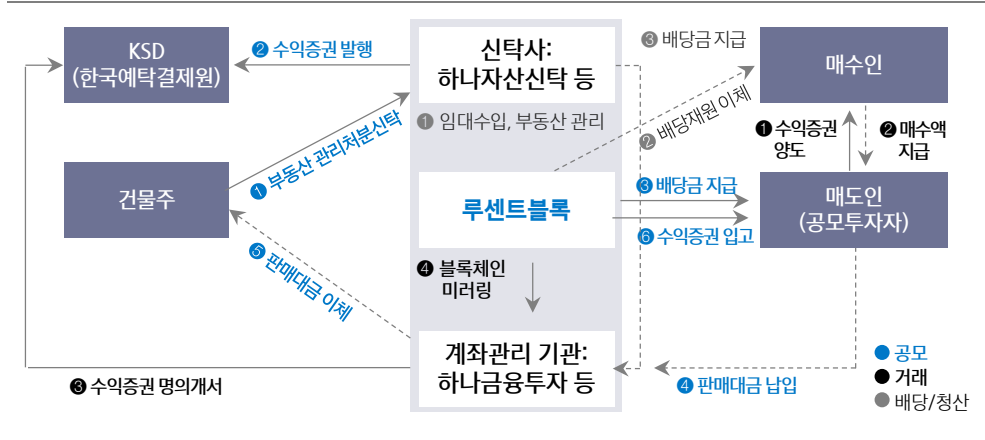 KSD
(한국예탁결제원)
❷ 수익증권 발행
신탁사:
하나자산신탁 등
❸ 배당금 지급
매수인
❶ 임대수입, 부동산 관리
❷ 배당재원 이체
❶ 부동산 관리처분신탁
❶ 수익증권
양도
❷ 매수액
지급
건물주
루센트블록
❸ 배당금 지급
❻ 수익증권 입고
매도인
(공모투자자)
❺ 판매대금 이체
❹ 블록체인
미러링
계좌관리 기관:
하나금융투자 등
❸ 수익증권 명의개서
❹ 판매대금 납입
● 공모
● 거래
● 배당/청산